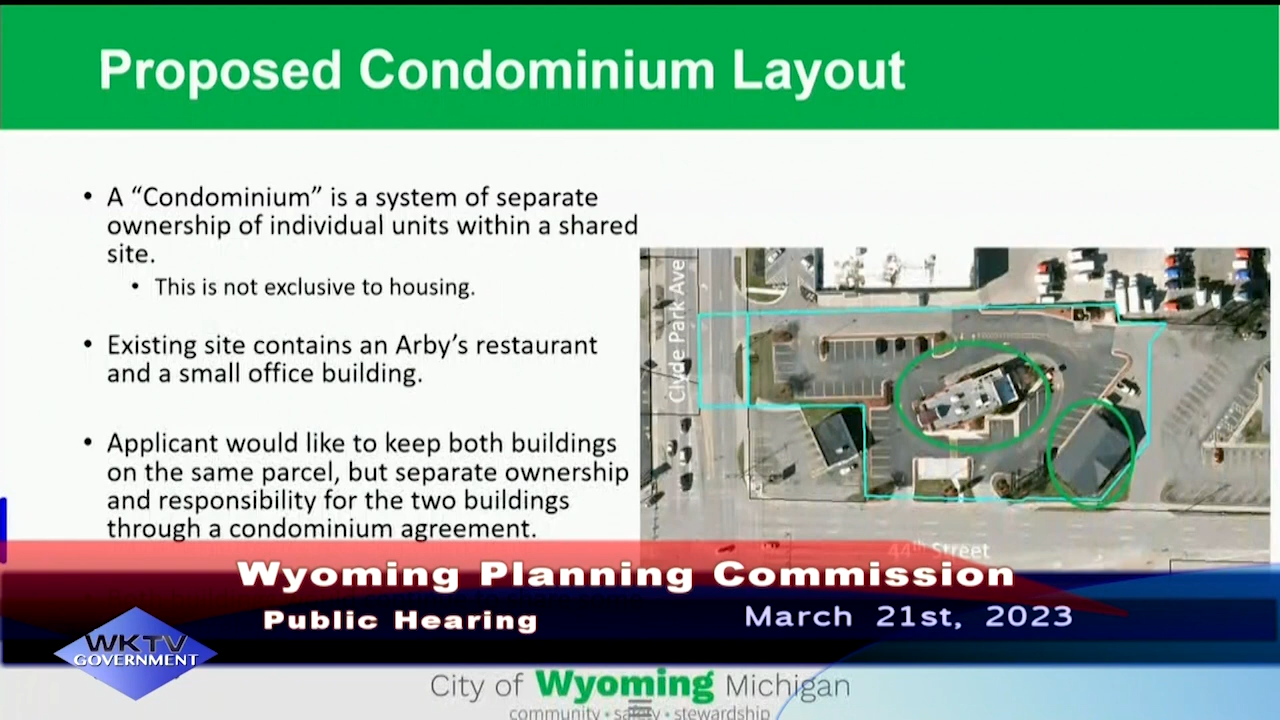 Proposed Condominium Layout
• A “Condominium” is a system of separate
ownership of individual units within a shared
site.
• This is not exclusive to housing.
• Existing site contains an Arby’s restaurant
and a small office building.
• Applicant would like to keep both buildings
on the same parcel, but separate ownership
and responsibility for the two buildings
through a condominium agreement.
Clyde Park Ave
44th Street
Wyoming Planning Commission
Public Hearing
March 21st, 2023
WKTV
GOVERNMENT
City of Wyoming Michigan
community • safety • stewardship